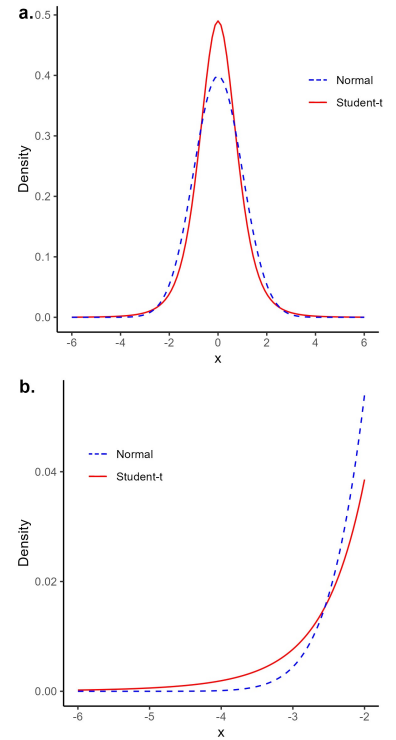 a.
0.5
0.4
0.3
0.2
0.1
0.0
Density
Normal
Student-t
-6 -4 -2 0 2 4 6
x
b.
0.04
0.02
0.00
Density
Normal
Student-t
-6 -5 -4 -3 -2
x